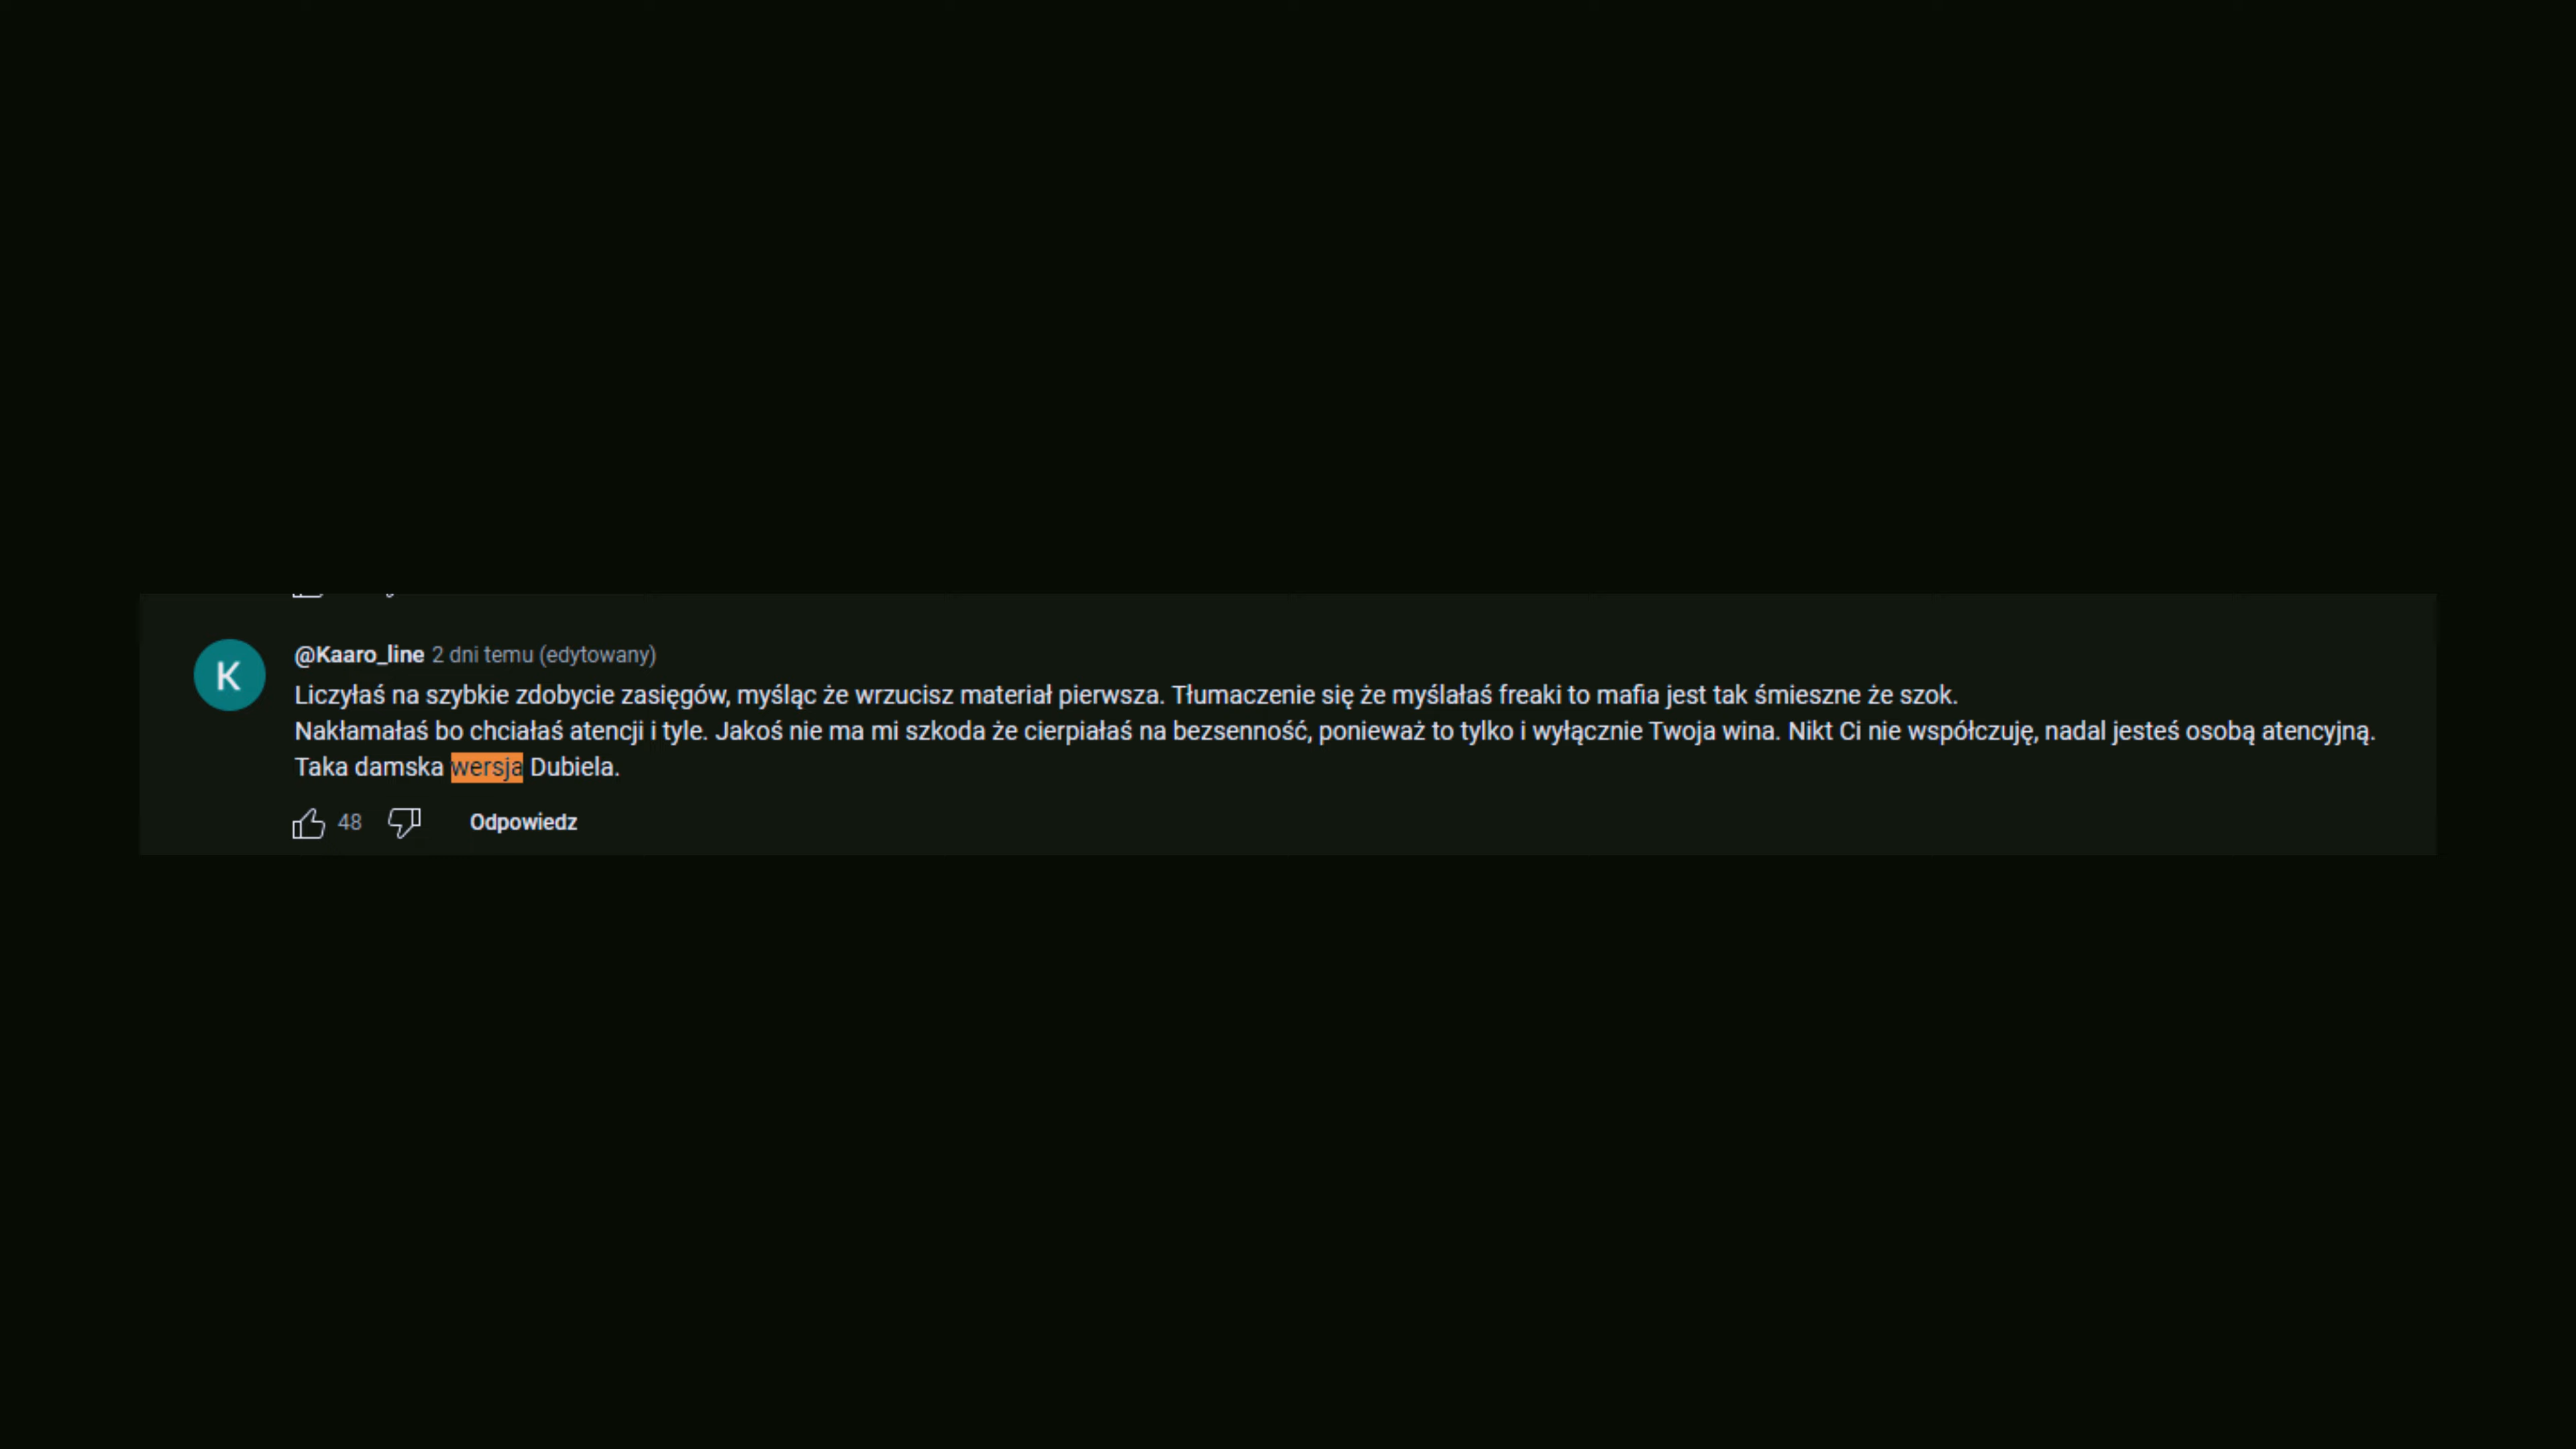 K
@Kaaro_line 2 dni temu (edytowany)
Liczyłaś na szybkie zdobycie zasięgów, myśląc że wrzucisz materiał pierwsza. Tłumaczenie się że myślałaś freaki to mafia jest tak śmieszne że szok.
Nakłamałaś bo chciałaś atencji i tyle. Jakoś nie ma mi szkoda że cierpiałaś na bezsenność, ponieważ to tylko i wyłącznie Twoja wina. Nikt Ci nie współczuję, nadal jesteś osobą atencyjną.
Taka damska wersja Dubiela.
48 Odpowiedz